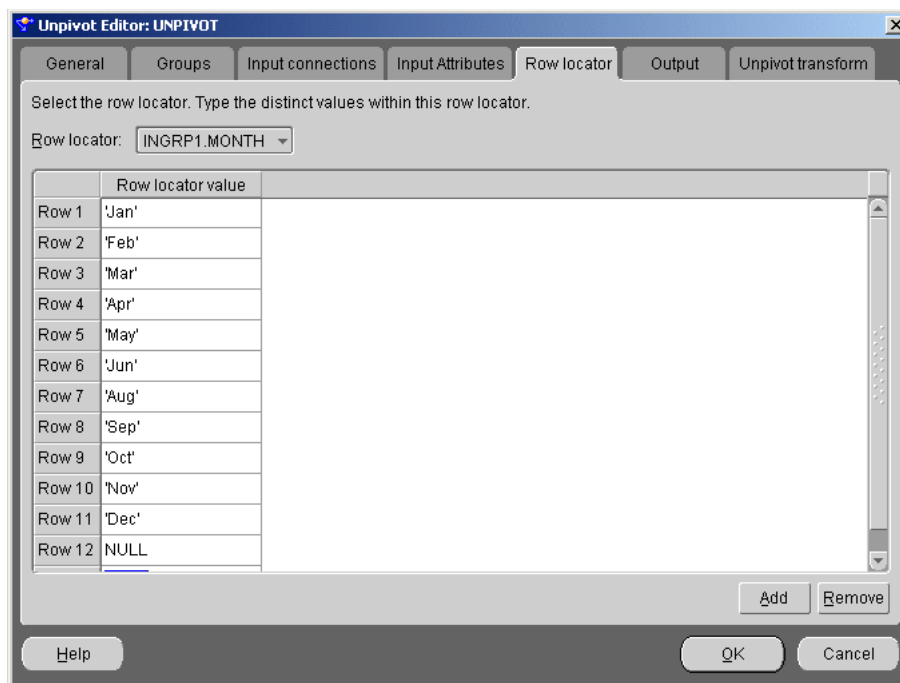 Unpivot Editor: UNPIVOT
General Groups Input connections Input Attributes Row locator Output Unpivot transform
Select the row locator. Type the distinct values within this row locator.
Row locator: INGRP1.MONTH
Row locator value
Row 1 'Jan'
Row 2 'Feb'
Row 3 'Mar'
Row 4 'Apr'
Row 5 'May'
Row 6 'Jun'
Row 7 'Aug'
Row 8 'Sep'
Row 9 'Oct'
Row 10 'Nov'
Row 11 'Dec'
Row 12 NULL
Add Remove
Help OK Cancel